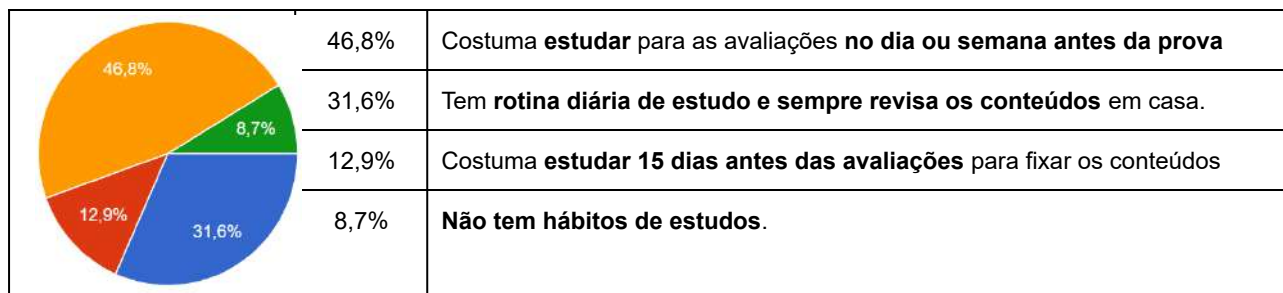 46,8%
8,7%
12,9%
31,6%
46,8% Costuma estudar para as avaliações no dia ou semana antes da prova
31,6% Tem rotina diária de estudo e sempre revisa os conteúdos em casa.
12,9% Costuma estudar 15 dias antes das avaliações para fixar os conteúdos
8,7% Não tem hábitos de estudos.